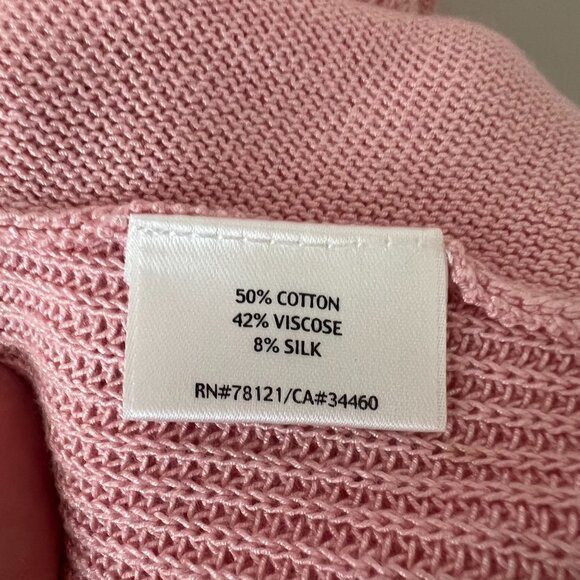 50% COTTON
42% VISCOSE
8% SILK
RN#78121/CA#34460